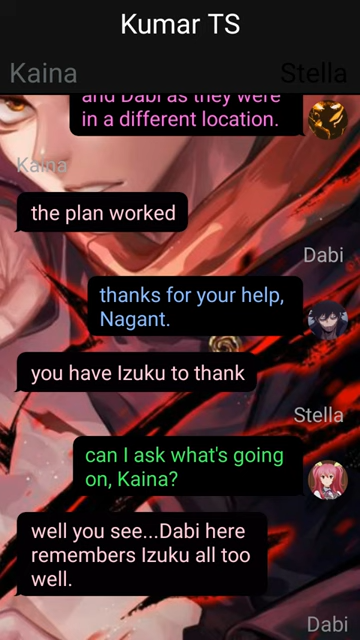 Kumar TS
Kaina
Stella
and Dabi as they were
in a different location.
Kaina
the plan worked
Dabi
thanks for your help,
Nagant.
you have Izuku to thank
Stella
can I ask what's going
on, Kaina?
well you see...Dabi here
remembers Izuku all too
well.
Dabi